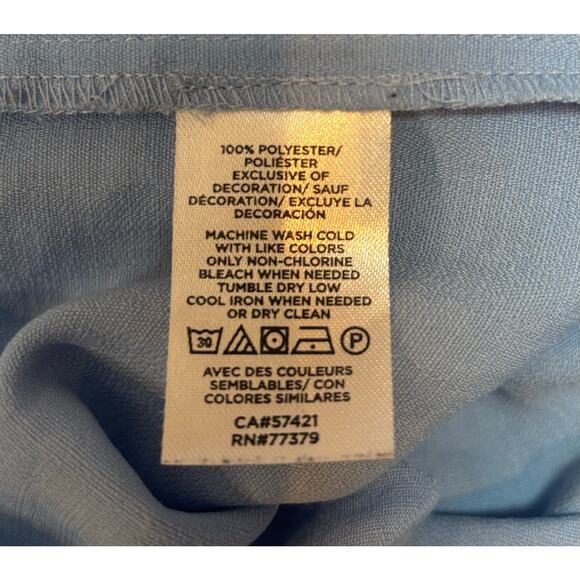 100% POLYESTER/
POLIÉSTER
EXCLUSIVE OF
DECORATION/ SAUF
DÉCORATION/ EXCLUYE LA
DECORACIÓN
MACHINE WASH COLD
WITH LIKE COLORS
ONLY NON-CHLORINE
BLEACH WHEN NEEDED
TUMBLE DRY LOW
COOL IRON WHEN NEEDED
OR DRY CLEAN
30 P
AVEC DES COULEURS
SEMBLABLES/ CON
COLORES SIMILARES
CA#57421
RN#77379